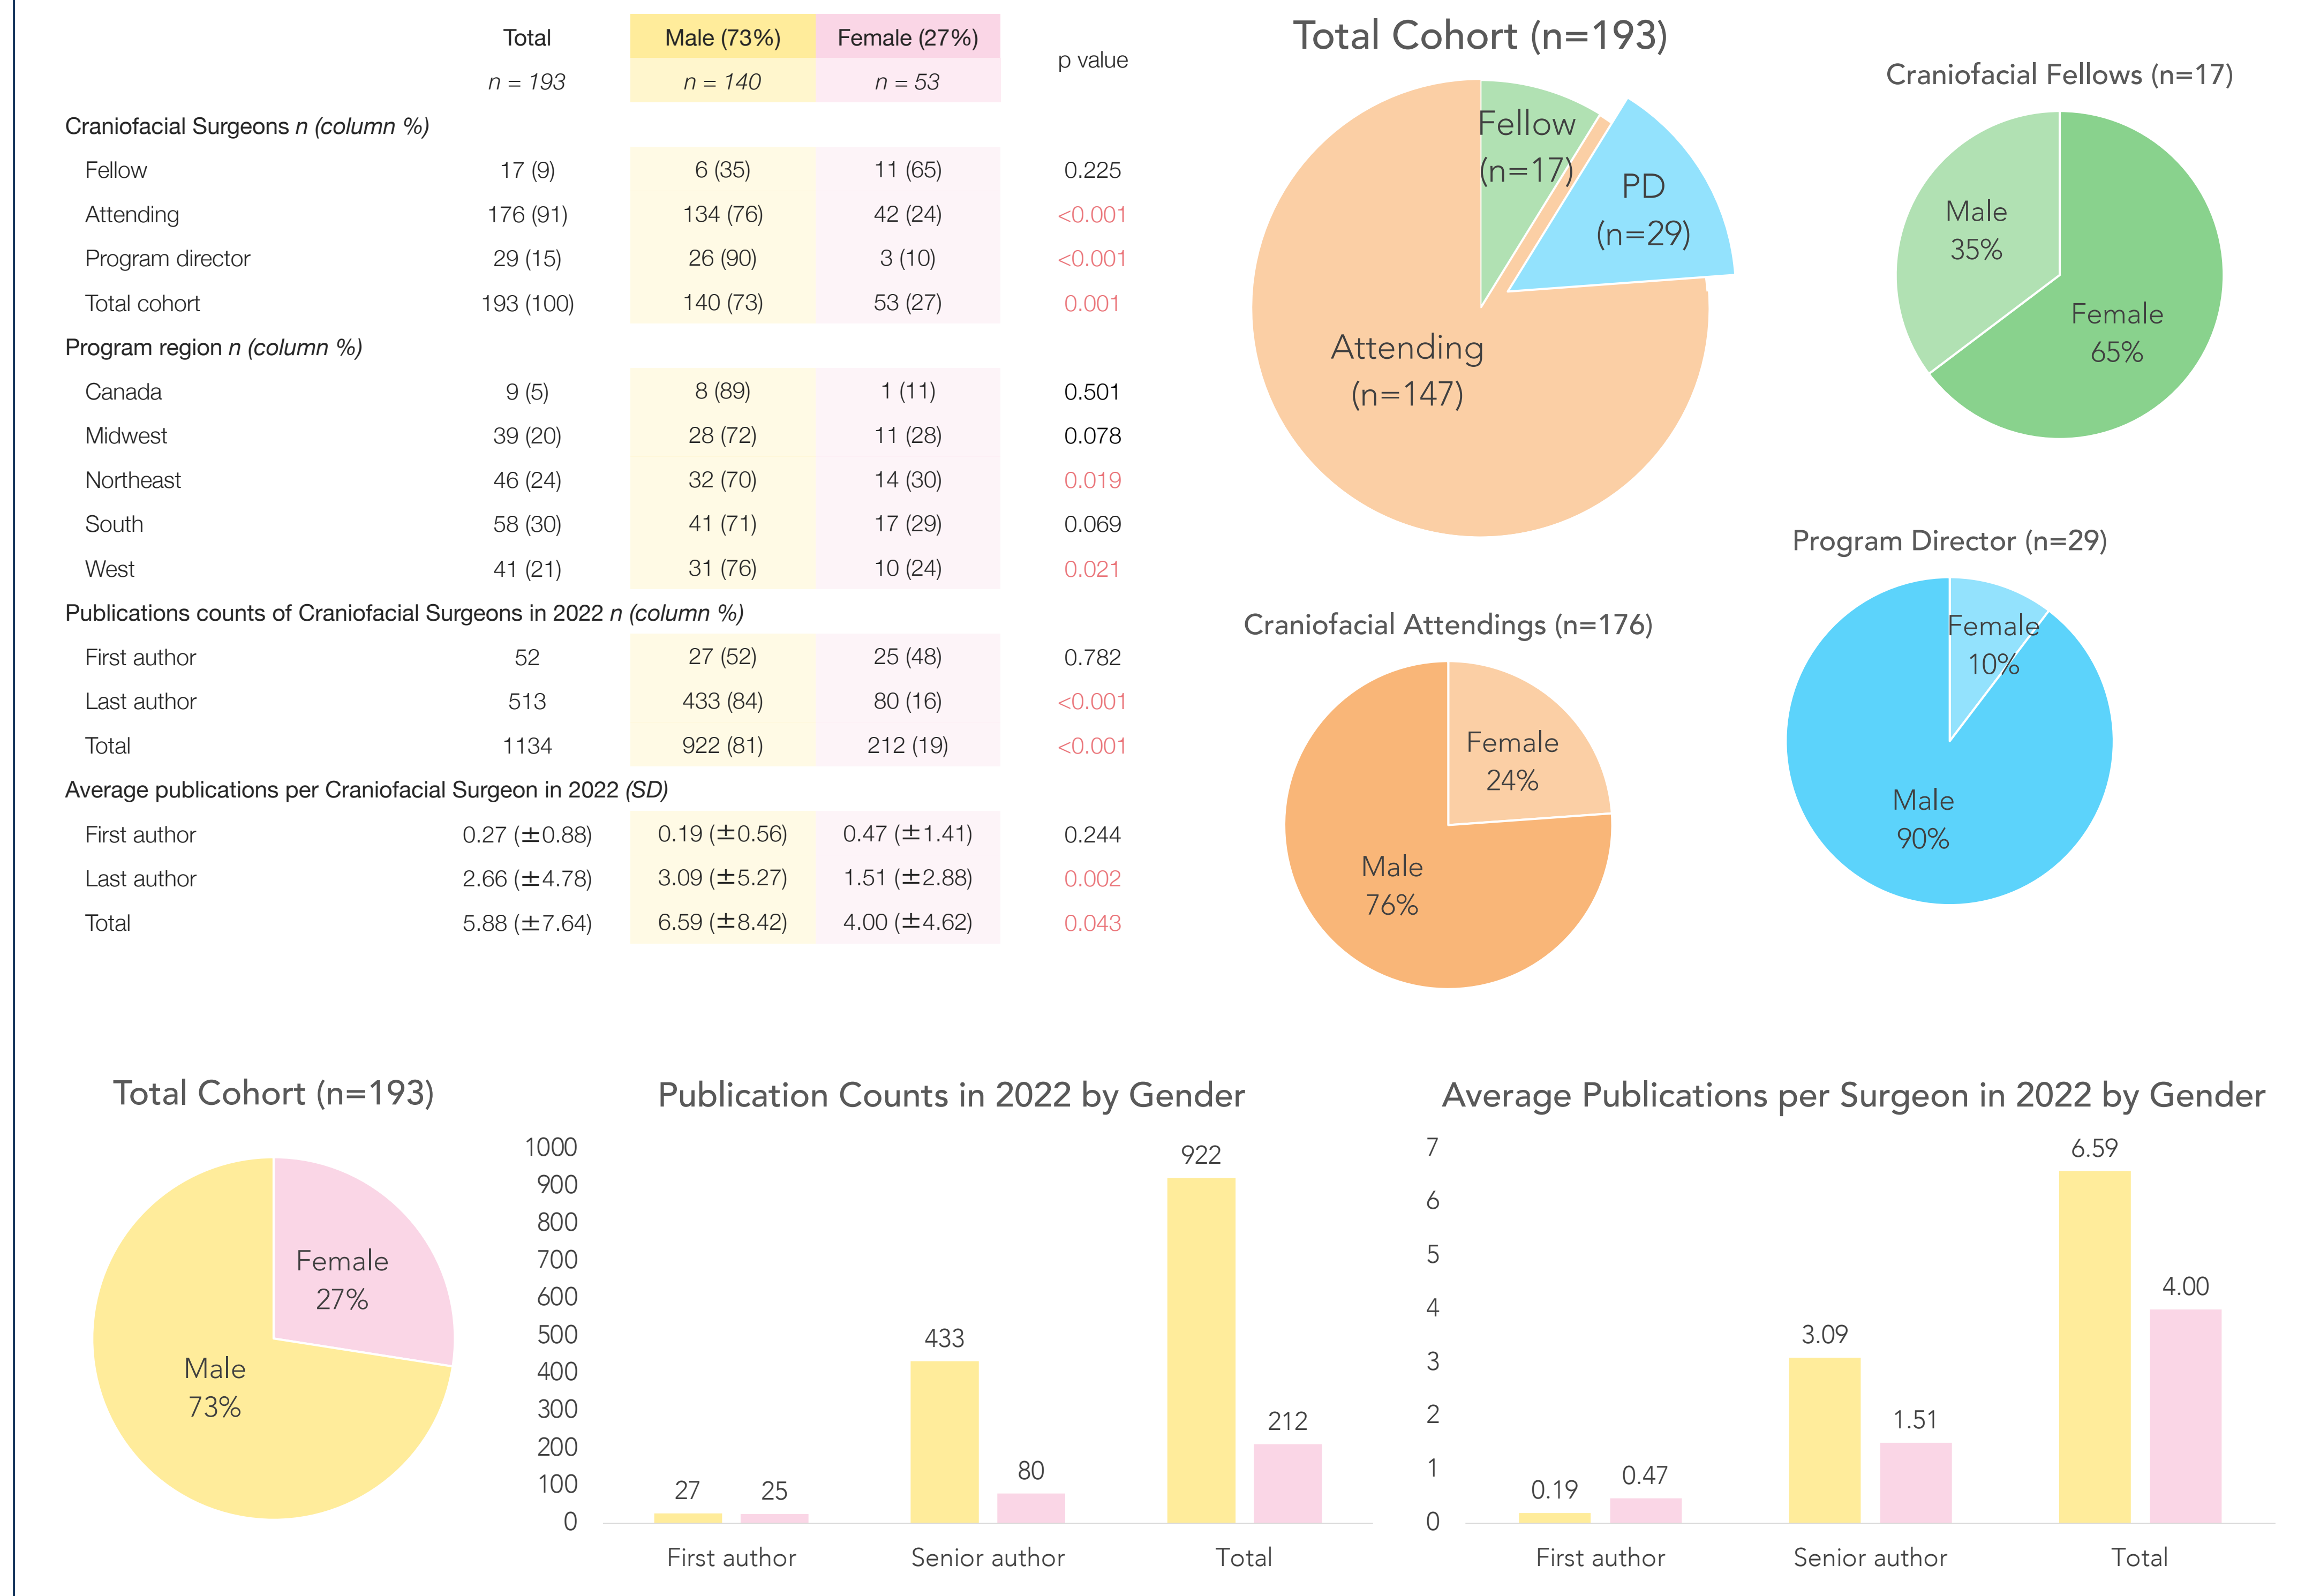 Total Male (73%) Female (27%) p value
n = 193 n = 140 n = 53
Craniofacial Surgeons n (column %)
Fellow 17 (9) 6 (35) 11 (65) 0.225
Attending 176 (91) 134 (76) 42 (24) <0.001
Program director 29 (15) 26 (90) 3 (10) <0.001
Total cohort 193 (100) 140 (73) 53 (27) 0.001
Program region n (column %)
Canada 9 (5) 8 (89) 1 (11) 0.501
Midwest 39 (20) 28 (72) 11 (28) 0.078
Northeast 46 (24) 32 (70) 14 (30) 0.019
South 58 (30) 41 (71) 17 (29) 0.069
West 41 (21) 31 (76) 10 (24) 0.021
Publications counts of Craniofacial Surgeons in 2022 n (column %)
First author 52 27 (52) 25 (48) 0.782
Last author 513 433 (84) 80 (16) <0.001
Total 1134 922 (81) 212 (19) <0.001
Average publications per Craniofacial Surgeon in 2022 (SD)
First author 0.27 (±0.88) 0.19 (±0.56) 0.47 (±1.41) 0.244
Last author 2.66 (±4.78) 3.09 (±5.27) 1.51 (±2.88) 0.002
Total 5.88 (±7.64) 6.59 (±8.42) 4.00 (±4.62) 0.043
Total Cohort (n=193)
Fellow
(n=17)
PD
(n=29)
Attending
(n=147)
Craniofacial Fellows (n=17)
Male
35%
Female
65%
Craniofacial Attendings (n=176)
Female
24%
Male
76%
Program Director (n=29)
Female
10%
Male
90%
Total Cohort (n=193)
Female
27%
Male
73%
Publication Counts in 2022 by Gender
1000
900
800
700
600
500
400
300
200
100
0
27 25
433 80
922 212
First author Senior author Total
Average Publications per Surgeon in 2022 by Gender
7
6
5
4
3
2
1
0
0.19 0.47
3.09 1.51
6.59 4.00
First author Senior author Total